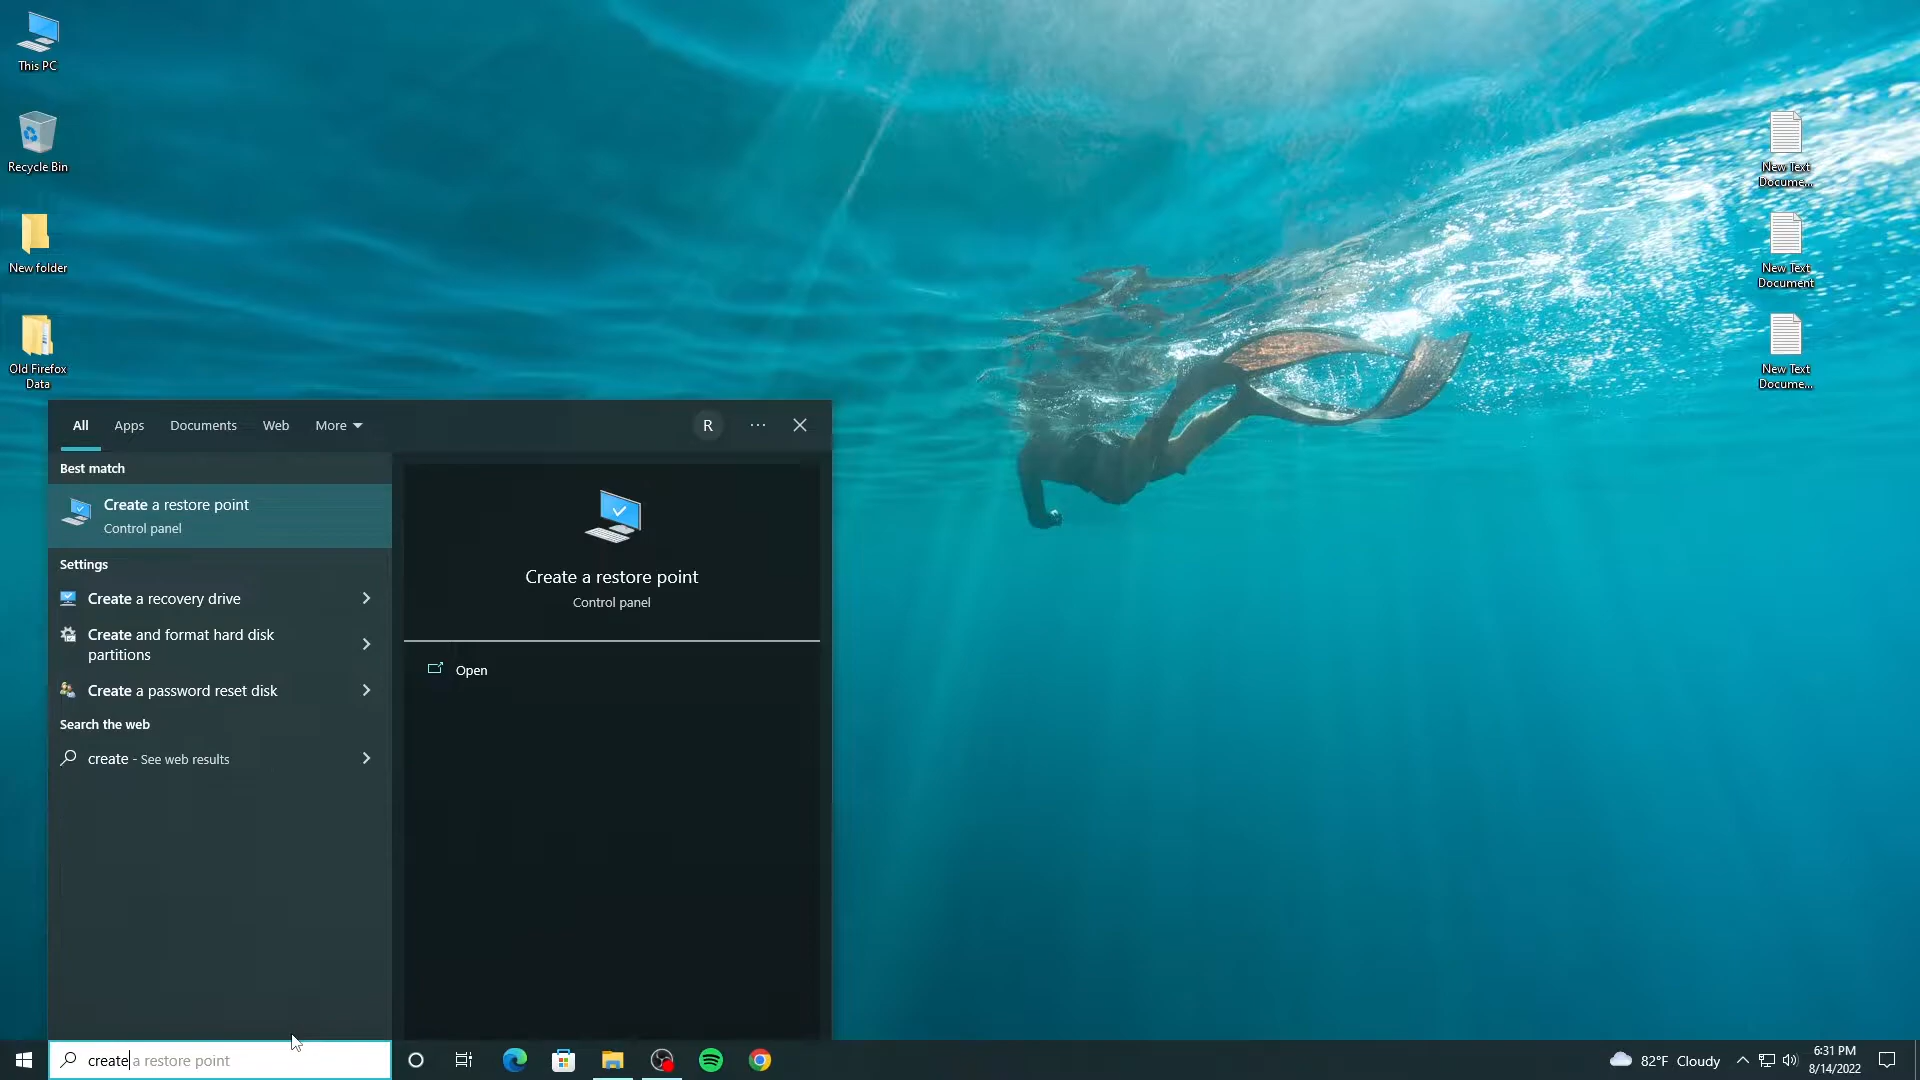 This PC
Recycle Bin
New folder
Old Firefox
Data
New Text
Docume...
New Text
Document
New Text
Docume...
All Apps Documents Web More R ...
Best match
Create a restore point
Control panel
Settings
Create a recovery drive
Create and format hard disk
partitions
Create a password reset disk
Search the web
create - See web results
Create a restore point
Control panel
Open
create a restore point
82°F Cloudy
6:31 PM
8/14/2022